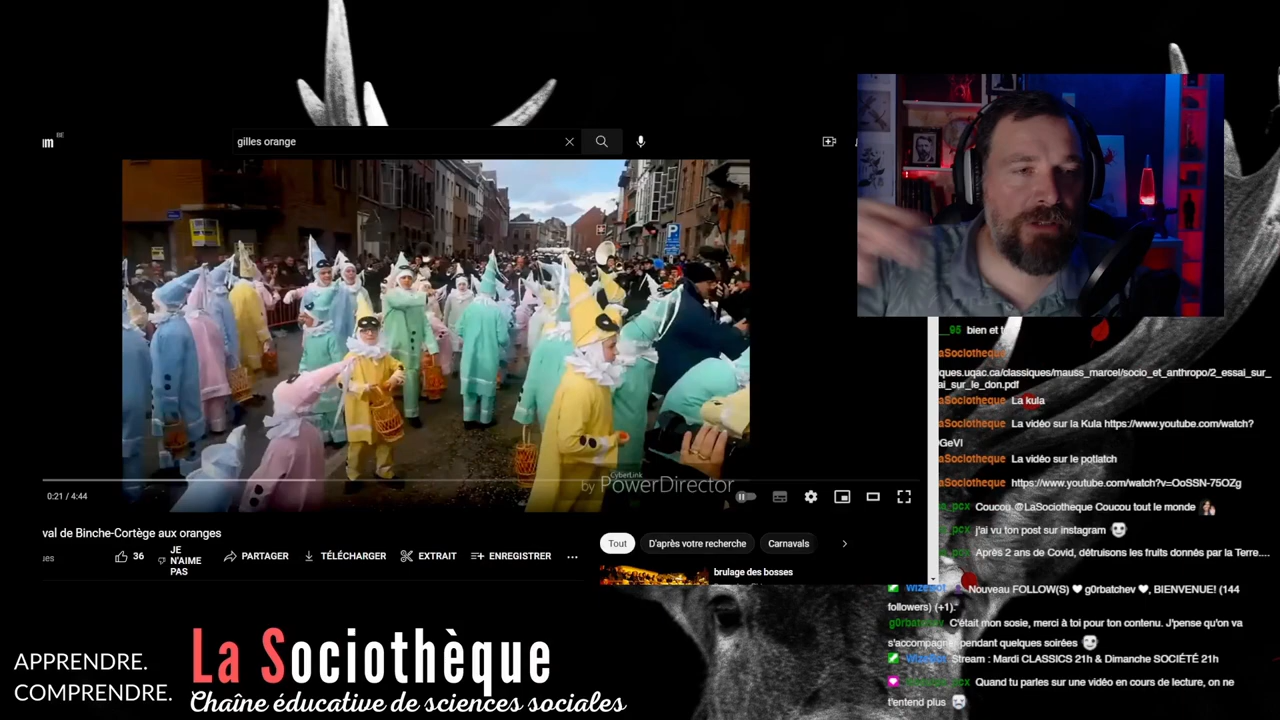 gilles orange
P
CyberLink
by PowerDirector
0:21 / 4:44
val de Binche-Cortège aux oranges
36
JE N'AIME PAS
PARTAGER
TÉLÉCHARGER
EXTRAIT
ENREGISTRER
Tout
D'après votre recherche
Carnavals
brulage des bosses
bien et t
aSociotheque
ques.uqac.ca/classiques/mauss_marcel/socio_et_anthropo/2_essai_sur_
ai_sur_le_don.pdf
aSociotheque La kula
aSociotheque La vidéo sur la Kula https://www.youtube.com/watch?
GeVI
aSociotheque La vidéo sur le potlatch
aSociotheque https://www.youtube.com/watch?v=OoSSN-75OZg
_pcx Coucou @LaSociotheque Coucou tout le monde
_pcx j'ai vu ton post sur instagram
_pcx Après 2 ans de Covid, détruisons les fruits donnés par la Terre....
WizeBot Nouveau FOLLOW(S) g0rbatchev, BIENVENUE! (144
followers) (+1).
g0rbatchev C'était mon sosie, merci à toi pour ton contenu. J'pense qu'on va
s'accompagner pendant quelques soirées
WizeBot Stream : Mardi CLASSICS 21h & Dimanche SOCIÉTÉ 21h
_pcx Quand tu parles sur une vidéo en cours de lecture, on ne
t'entend plus
APPRENDRE.
COMPRENDRE.
La Sociothèque
Chaîne éducative de sciences sociales